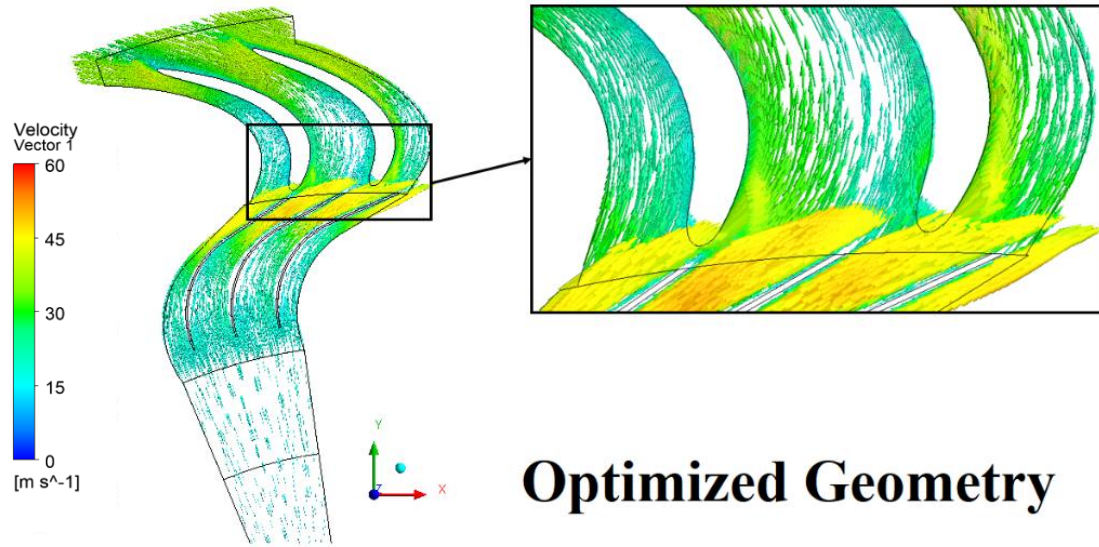 Velocity
Vector 1
60
45
30
15
0
[m s^-1]
Y
Z
X
Optimized Geometry